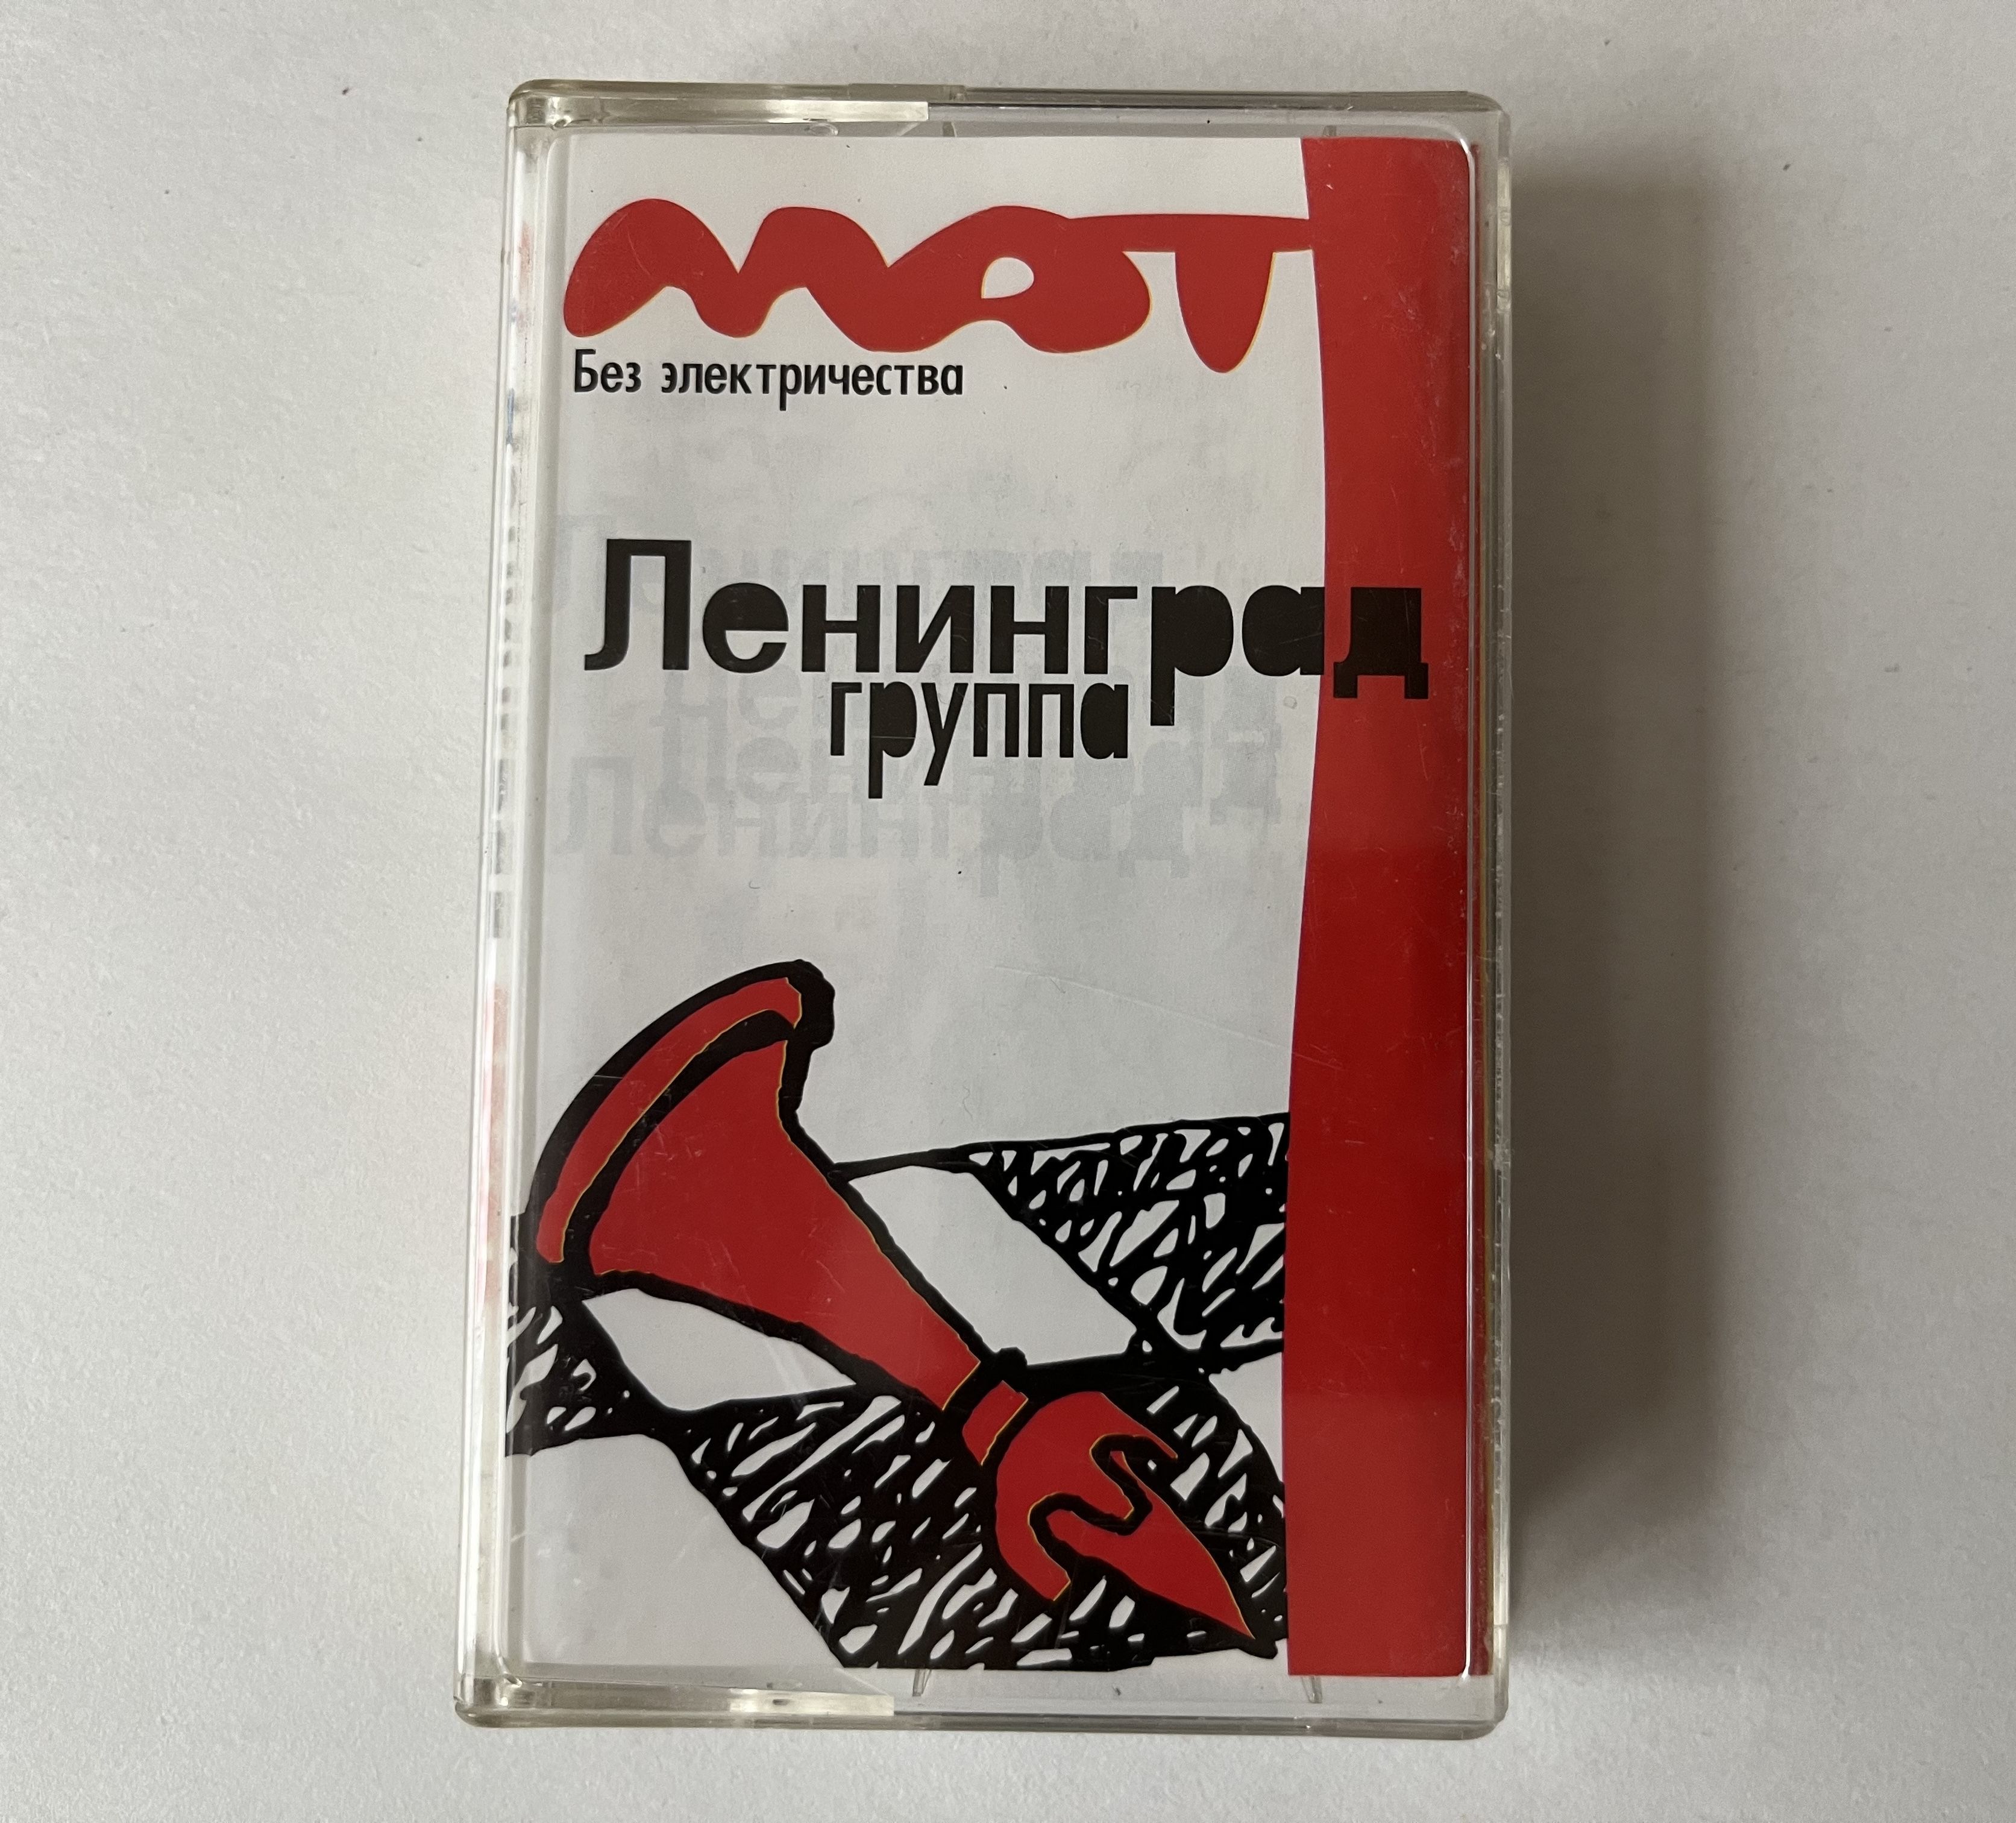 мат
Без электричества
Ленинград
группа